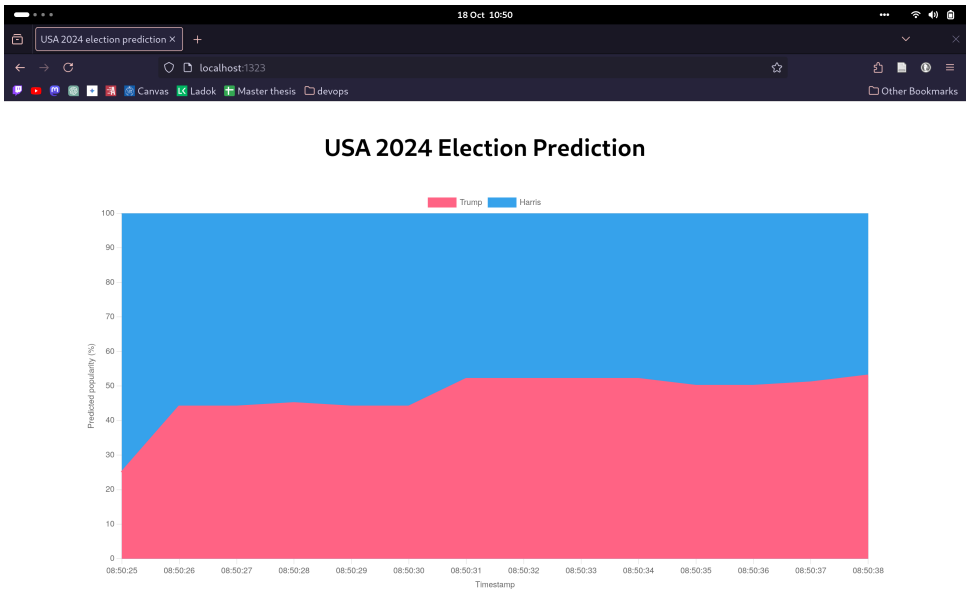 18 Oct 10:50
USA 2024 election prediction
localhost:1323
Canvas Ladok Master thesis devops Other Bookmarks
USA 2024 Election Prediction
Trump Harris
100
90
80
70
60
50
40
30
20
10
0
Predicted popularity (%)
08:50:25 08:50:26 08:50:27 08:50:28 08:50:29 08:50:30 08:50:31 08:50:32 08:50:33 08:50:34 08:50:35 08:50:36 08:50:37 08:50:38
Timestamp